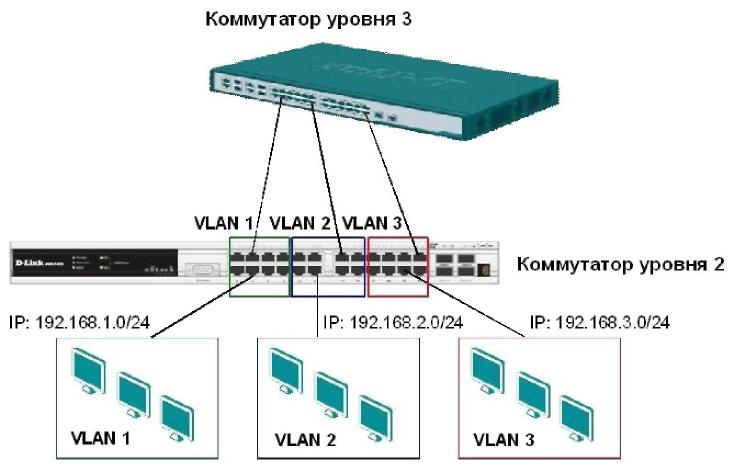 Коммутатор уровня 3
VLAN 1 VLAN 2 VLAN 3
D-Link
Коммутатор уровня 2
IP: 192.168.1.0/24 IP: 192.168.2.0/24 IP: 192.168.3.0/24
VLAN 1 VLAN 2 VLAN 3